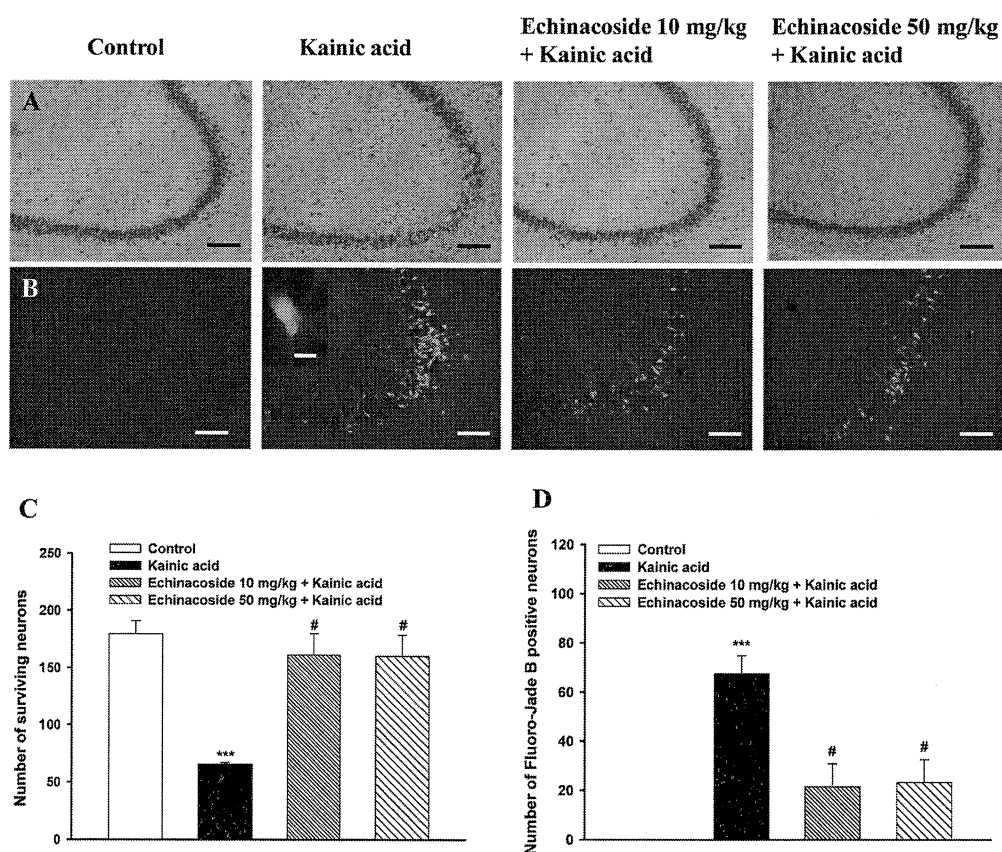 Control
Kainic acid
Echinacoside 10 mg/kg
+ Kainic acid
Echinacoside 50 mg/kg
+ Kainic acid
A
B
C
Number of surviving neurons
250
200
150
100
50
0
Control
Kainic acid
Echinacoside 10 mg/kg + Kainic acid
Echinacoside 50 mg/kg + Kainic acid
***
#
#
D
Number of Fluoro-Jade B positive neurons
120
100
80
60
40
20
0
Control
Kainic acid
Echinacoside 10 mg/kg + Kainic acid
Echinacoside 50 mg/kg + Kainic acid
***
#
#